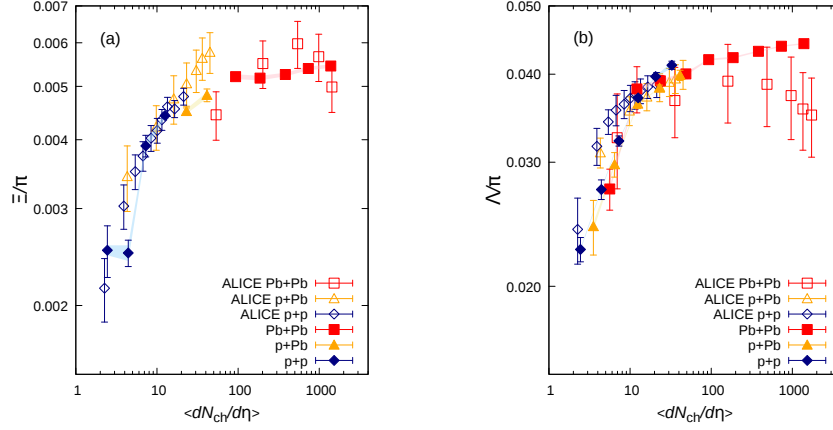 (a)
Ξ/π
0.007
0.006
0.005
0.004
0.003
0.002
ALICE Pb+Pb
ALICE p+Pb
ALICE p+p
Pb+Pb
p+Pb
p+p
1 10 100 1000
<dN_ch/dη>
(b)
Λ/π
0.050
0.040
0.030
0.020
ALICE Pb+Pb
ALICE p+Pb
ALICE p+p
Pb+Pb
p+Pb
p+p
1 10 100 1000
<dN_ch/dη>